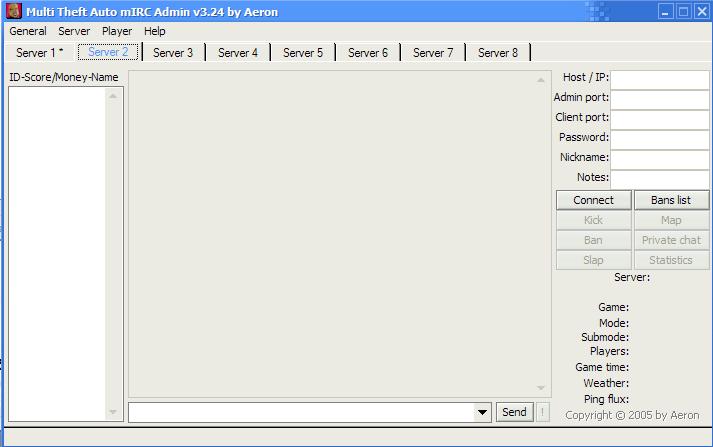 Multi Theft Auto mIRC Admin v3.24 by Aeron
General Server Player Help
Server 1 * Server 2 Server 3 Server 4 Server 5 Server 6 Server 7 Server 8
ID-Score/Money-Name
Host / IP:
Admin port:
Client port:
Password:
Nickname:
Notes:
Connect Bans list
Kick Map
Ban Private chat
Slap Statistics
Server:
Game:
Mode:
Submode:
Players:
Game time:
Weather:
Ping flux:
Send !
Copyright © 2005 by Aeron